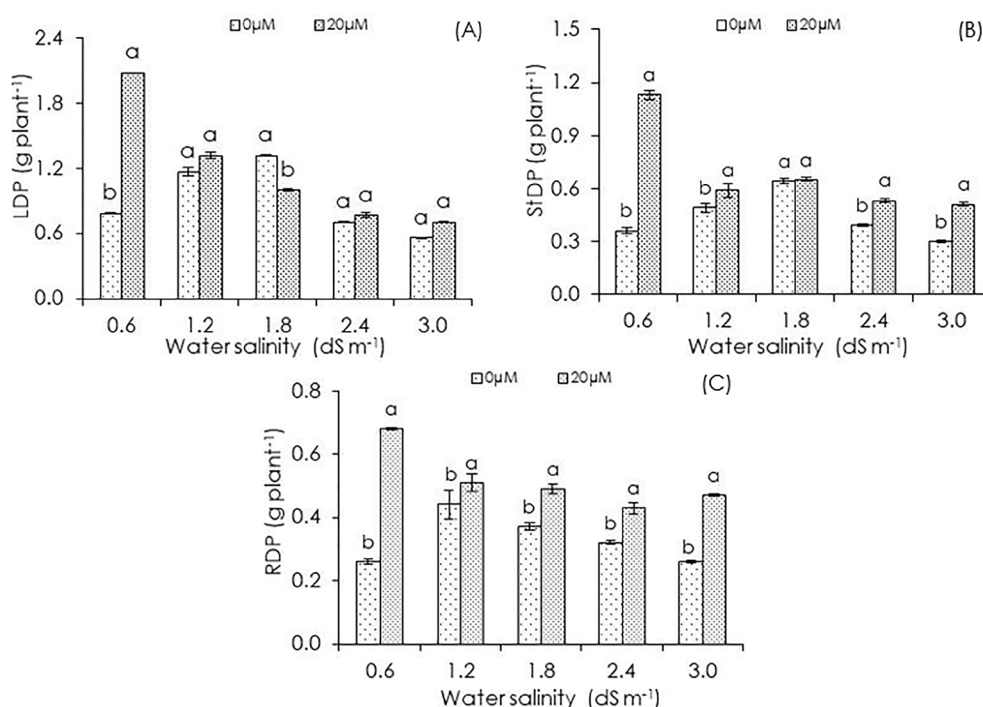 0µM 20µM (A)
LDP (g plant-1)
2.4
1.8
1.2
0.6
0.0
b a a a a b a a a a
0.6 1.2 1.8 2.4 3.0
Water salinity (dS m-1)
0µM 20µM (B)
StDP (g plant-1)
1.5
1.2
0.9
0.6
0.3
0.0
b a b a a a b a b a
0.6 1.2 1.8 2.4 3.0
Water salinity (dS m-1)
0µM 20µM (C)
RDP (g plant-1)
0.8
0.6
0.4
0.2
0.0
b a b a b a b a b a
0.6 1.2 1.8 2.4 3.0
Water salinity (dS m-1)